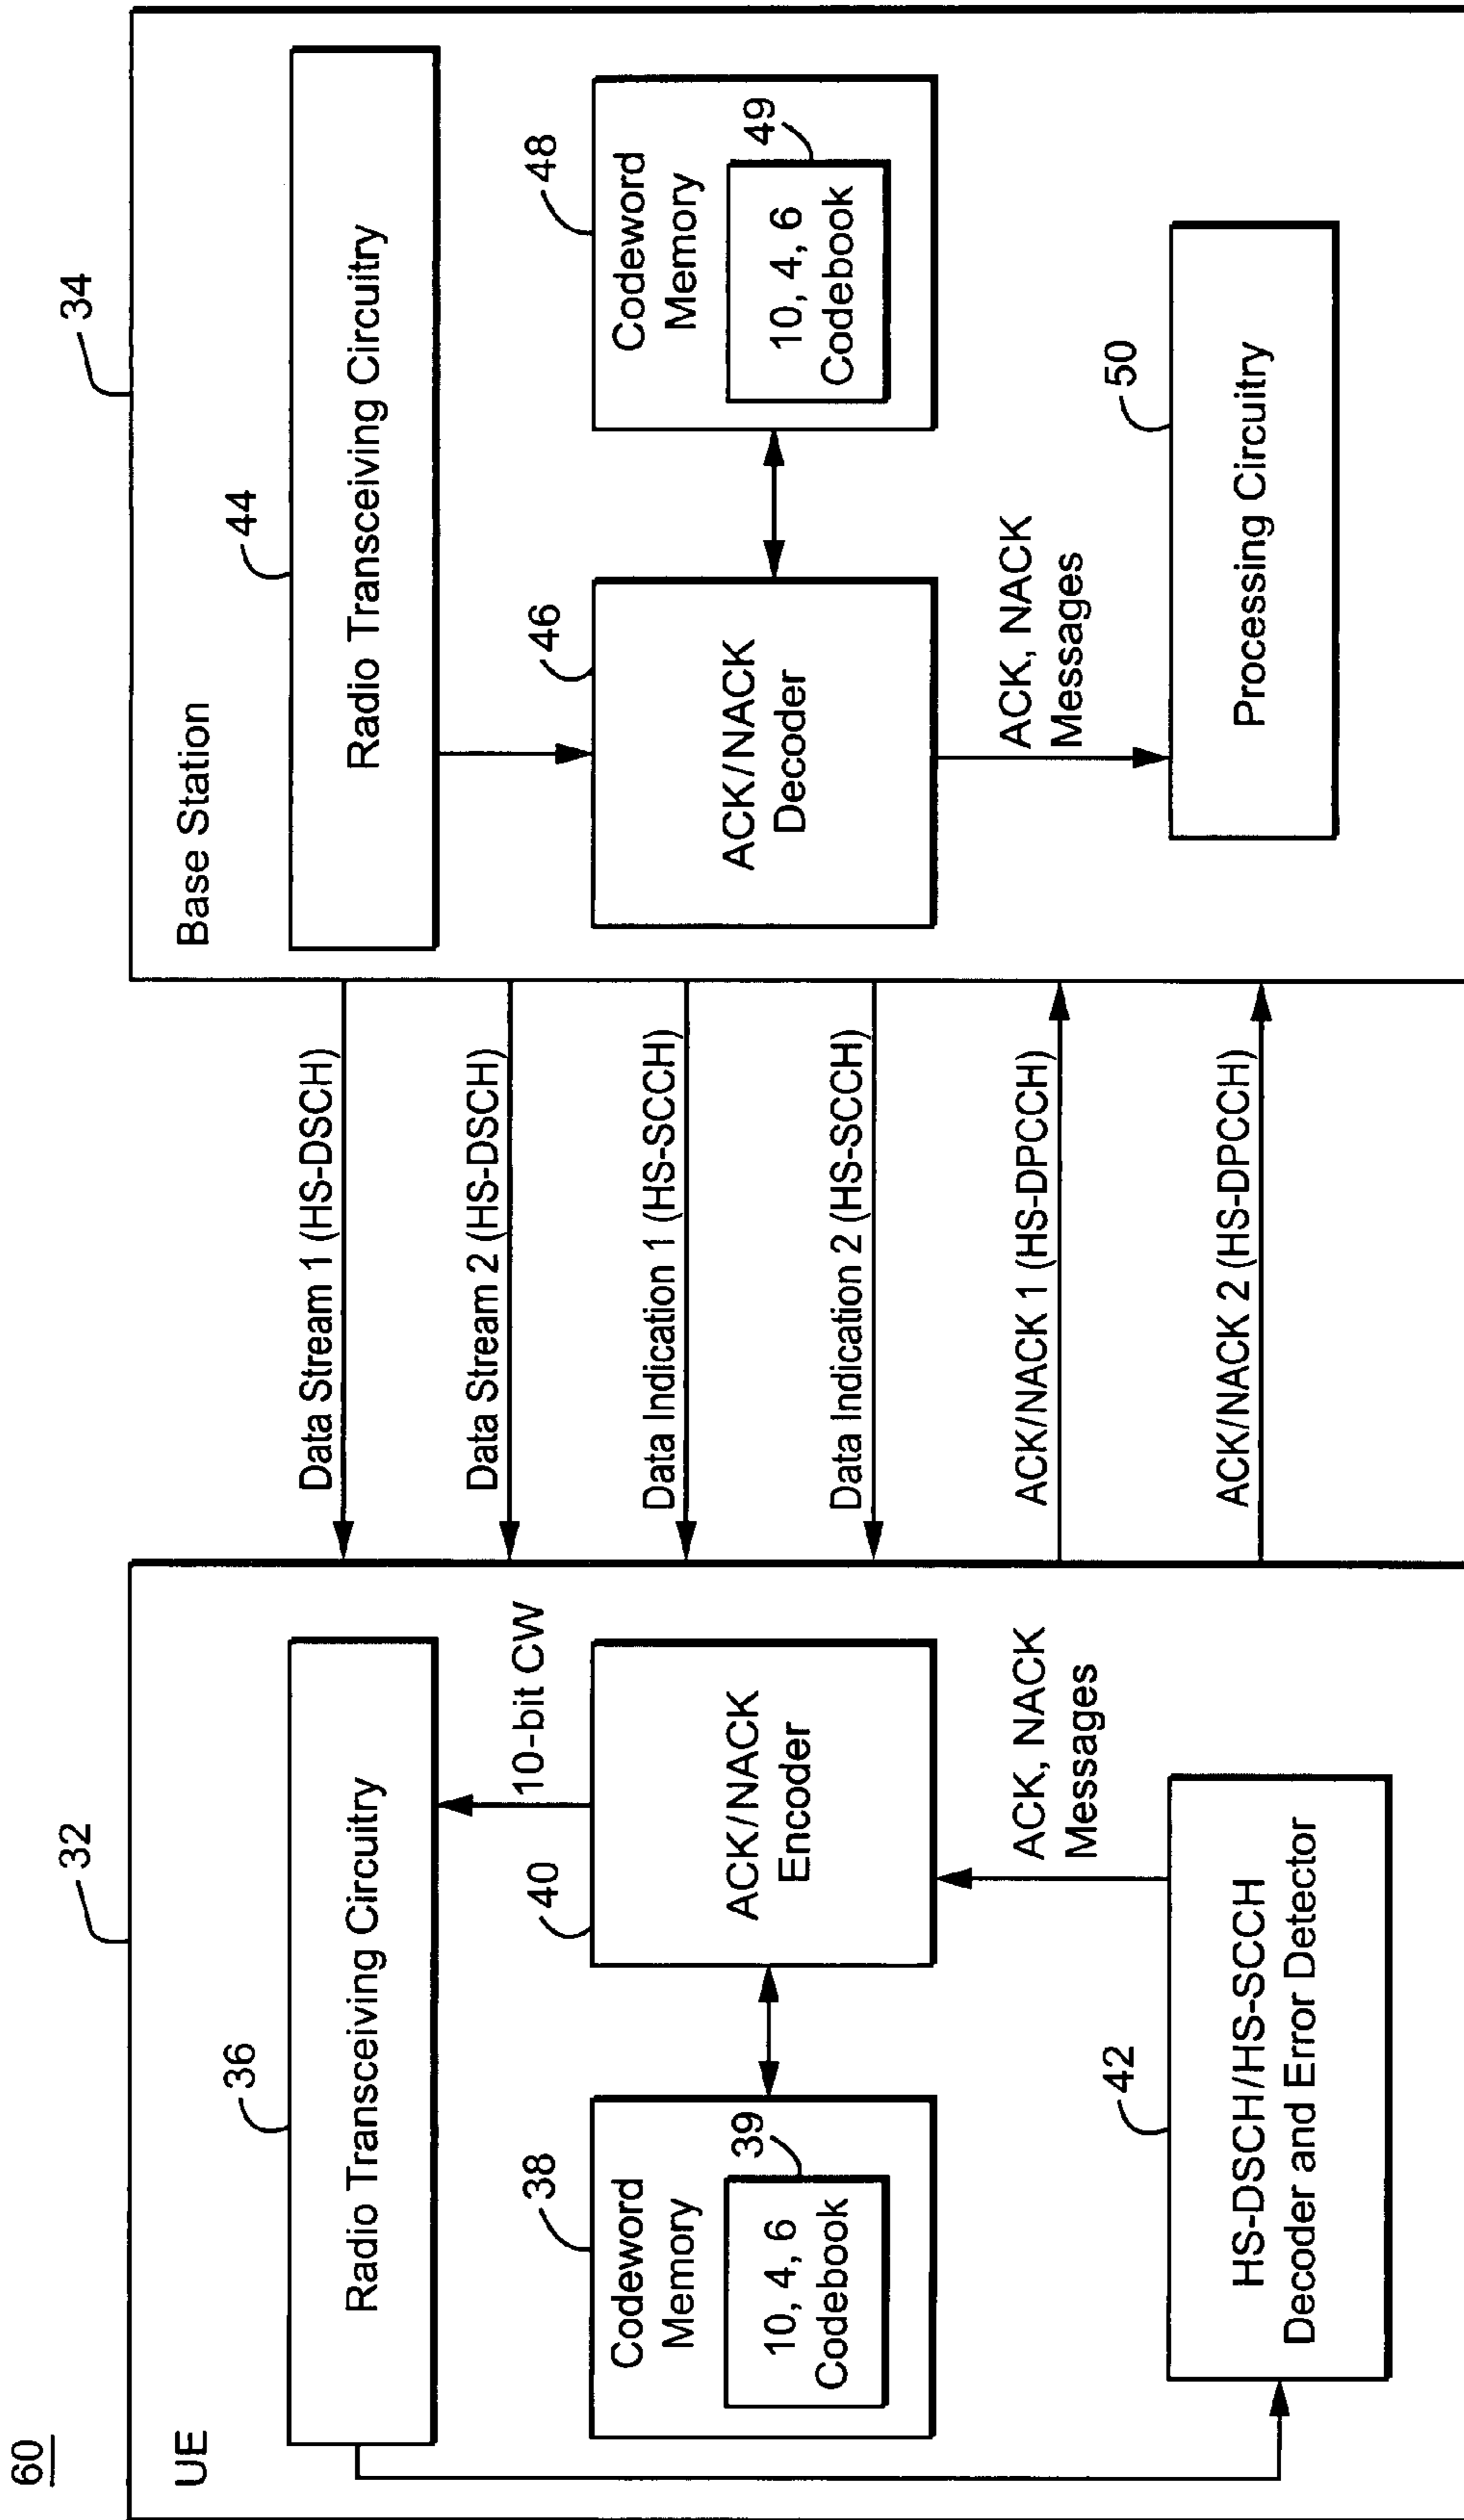 60
32
UE
36
Radio Transceiving Circuitry
10-bit CW
38
Codeword
Memory
39
10, 4, 6
Codebook
40
ACK/NACK
Encoder
ACK, NACK
Messages
42
HS-DSCH/HS-SCCH
Decoder and Error Detector
Data Stream 1 (HS-DSCH)
Data Stream 2 (HS-DSCH)
Data Indication 1 (HS-SCCH)
Data Indication 2 (HS-SCCH)
ACK/NACK 1 (HS-DPCCH)
ACK/NACK 2 (HS-DPCCH)
34
Base Station
44
Radio Transceiving Circuitry
46
ACK/NACK
Decoder
48
Codeword
Memory
49
10, 4, 6
Codebook
ACK, NACK
Messages
50
Processing Circuitry